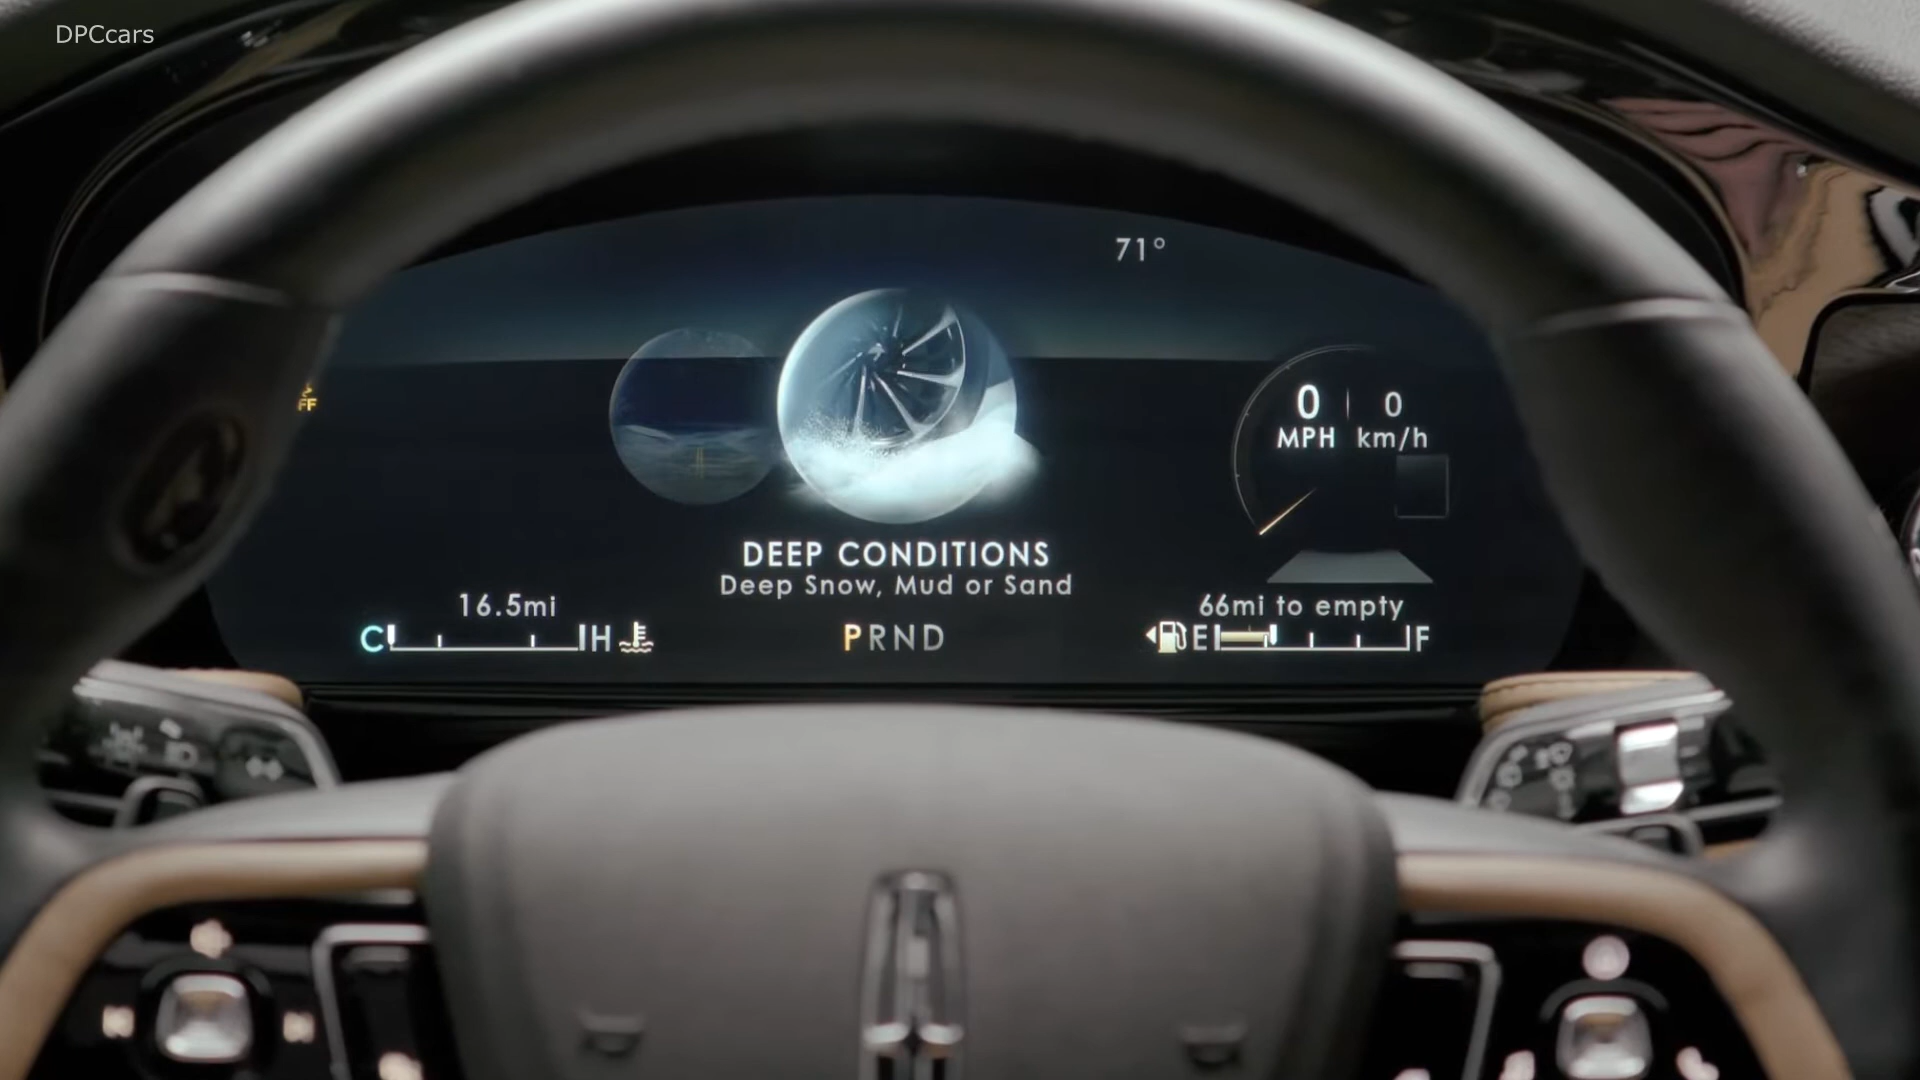 DPCcars
71°
FF
0 0
MPH km/h
DEEP CONDITIONS
Deep Snow, Mud or Sand
16.5mi
66mi to empty
C H
PRND
E F